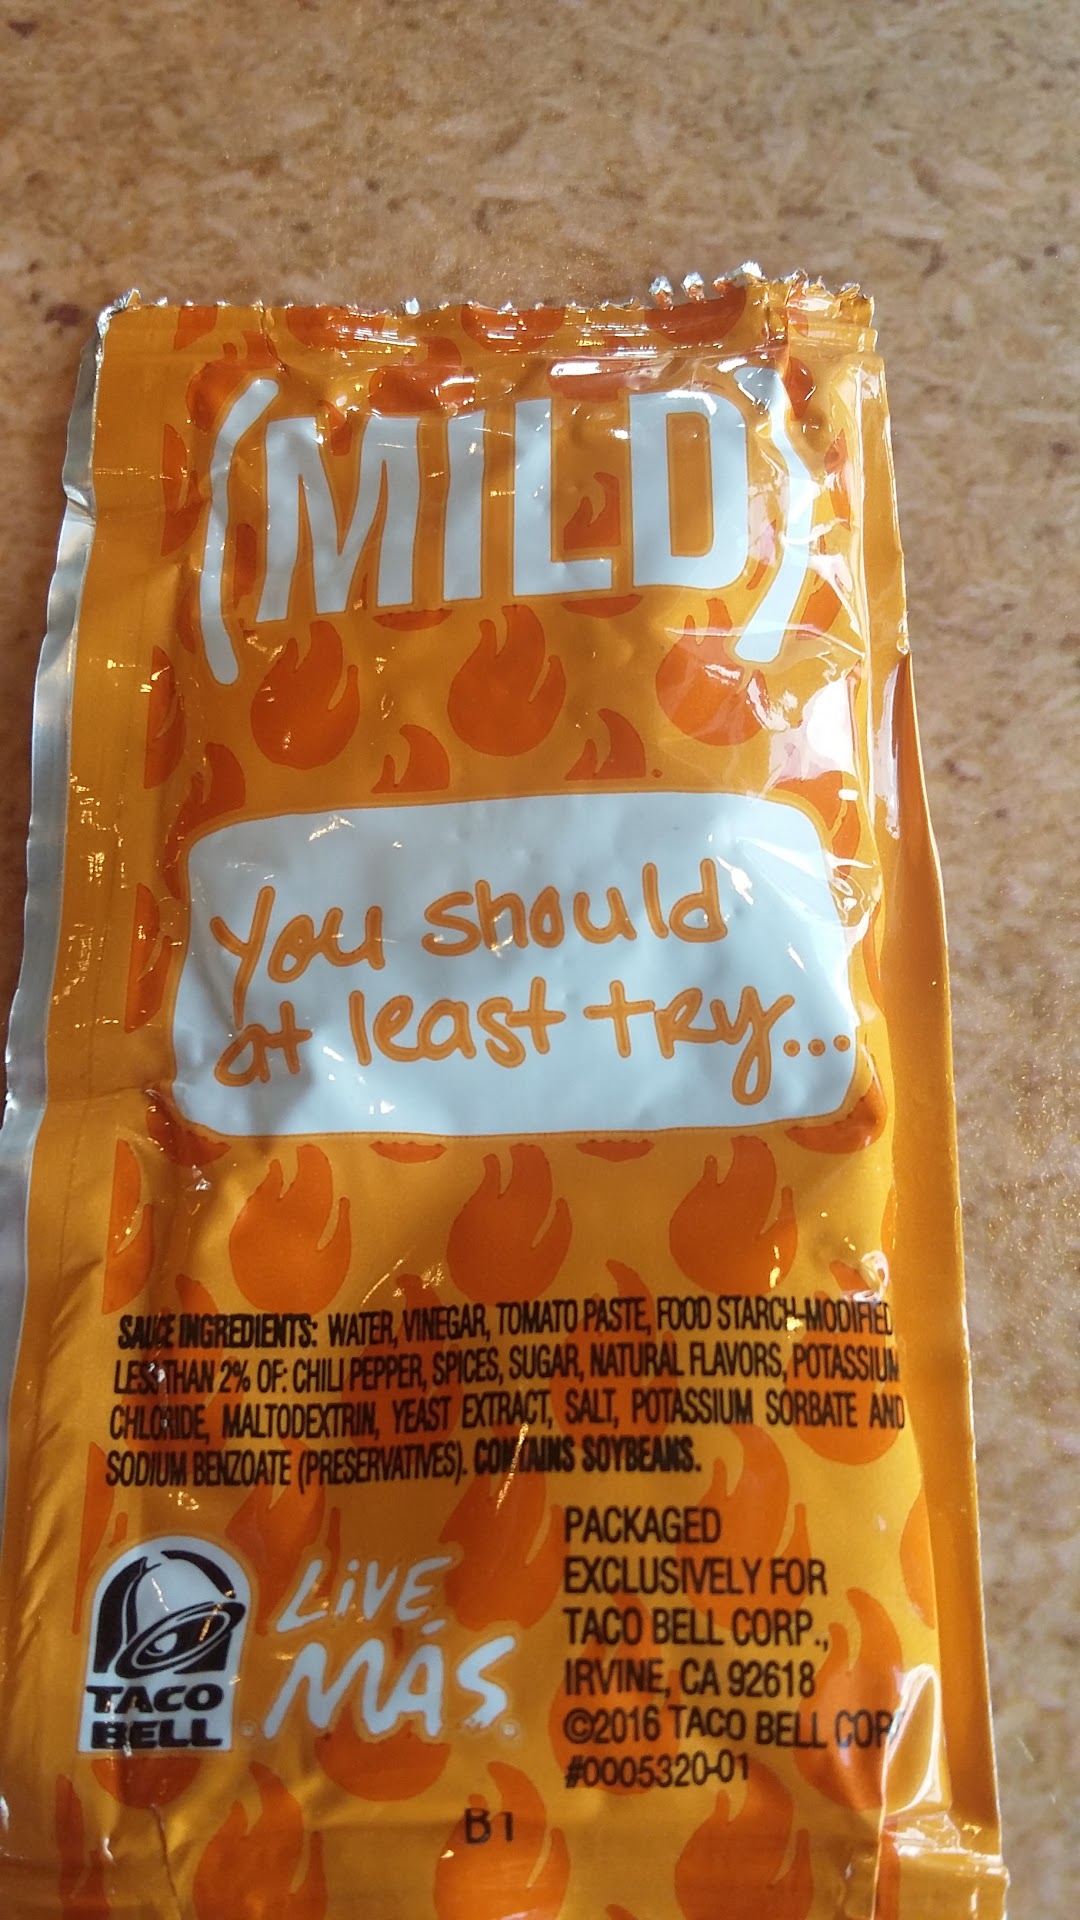 (MILD)
You should
at least try...
SAUCE INGREDIENTS: WATER, VINEGAR, TOMATO PASTE, FOOD STARCH-MODIFIED
LESS THAN 2% OF: CHILI PEPPER, SPICES, SUGAR, NATURAL FLAVORS, POTASSIUM
CHLORIDE, MALTODEXTRIN, YEAST EXTRACT, SALT, POTASSIUM SORBATE AND
SODIUM BENZOATE (PRESERVATIVES). CONTAINS SOYBEANS.
TACO
BELL®
LIVE
MÁS®
PACKAGED
EXCLUSIVELY FOR
TACO BELL CORP.,
IRVINE, CA 92618
©2016 TACO BELL COR
#0005320-01
B1